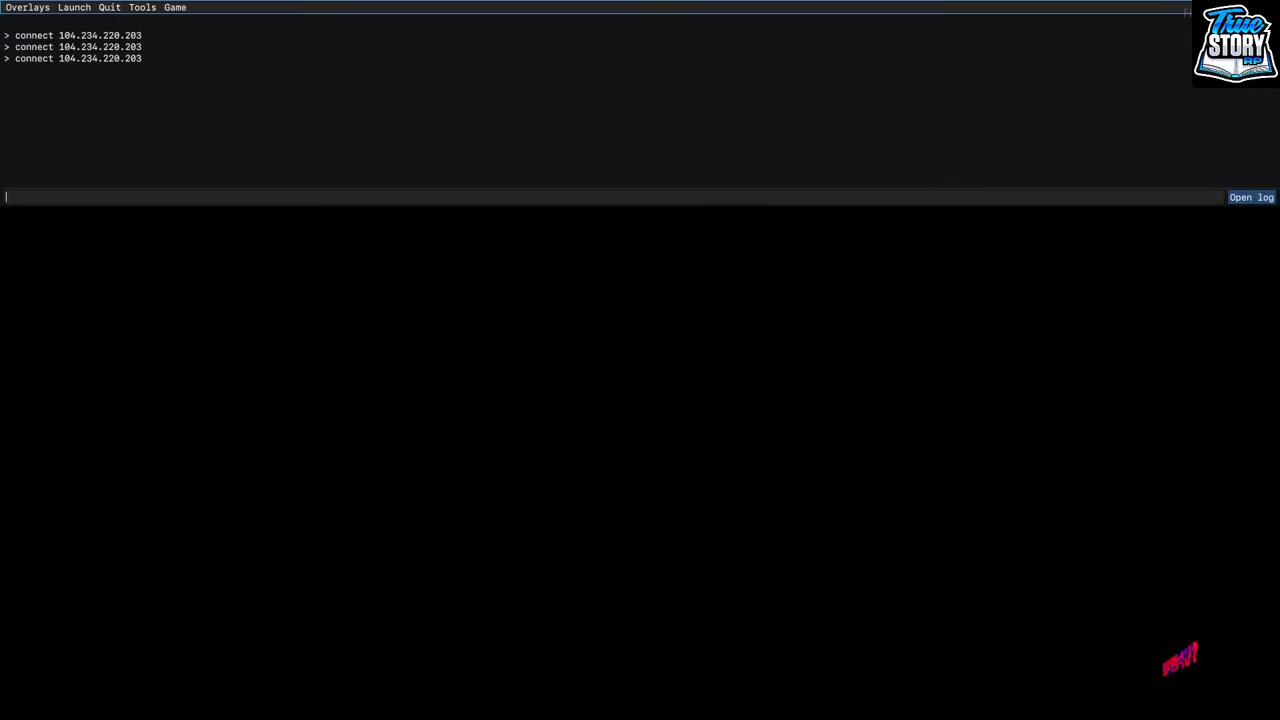 Overlays Launch Quit Tools Game
> connect 104.234.220.203
> connect 104.234.220.203
> connect 104.234.220.203
Open log
True
STORY
RP